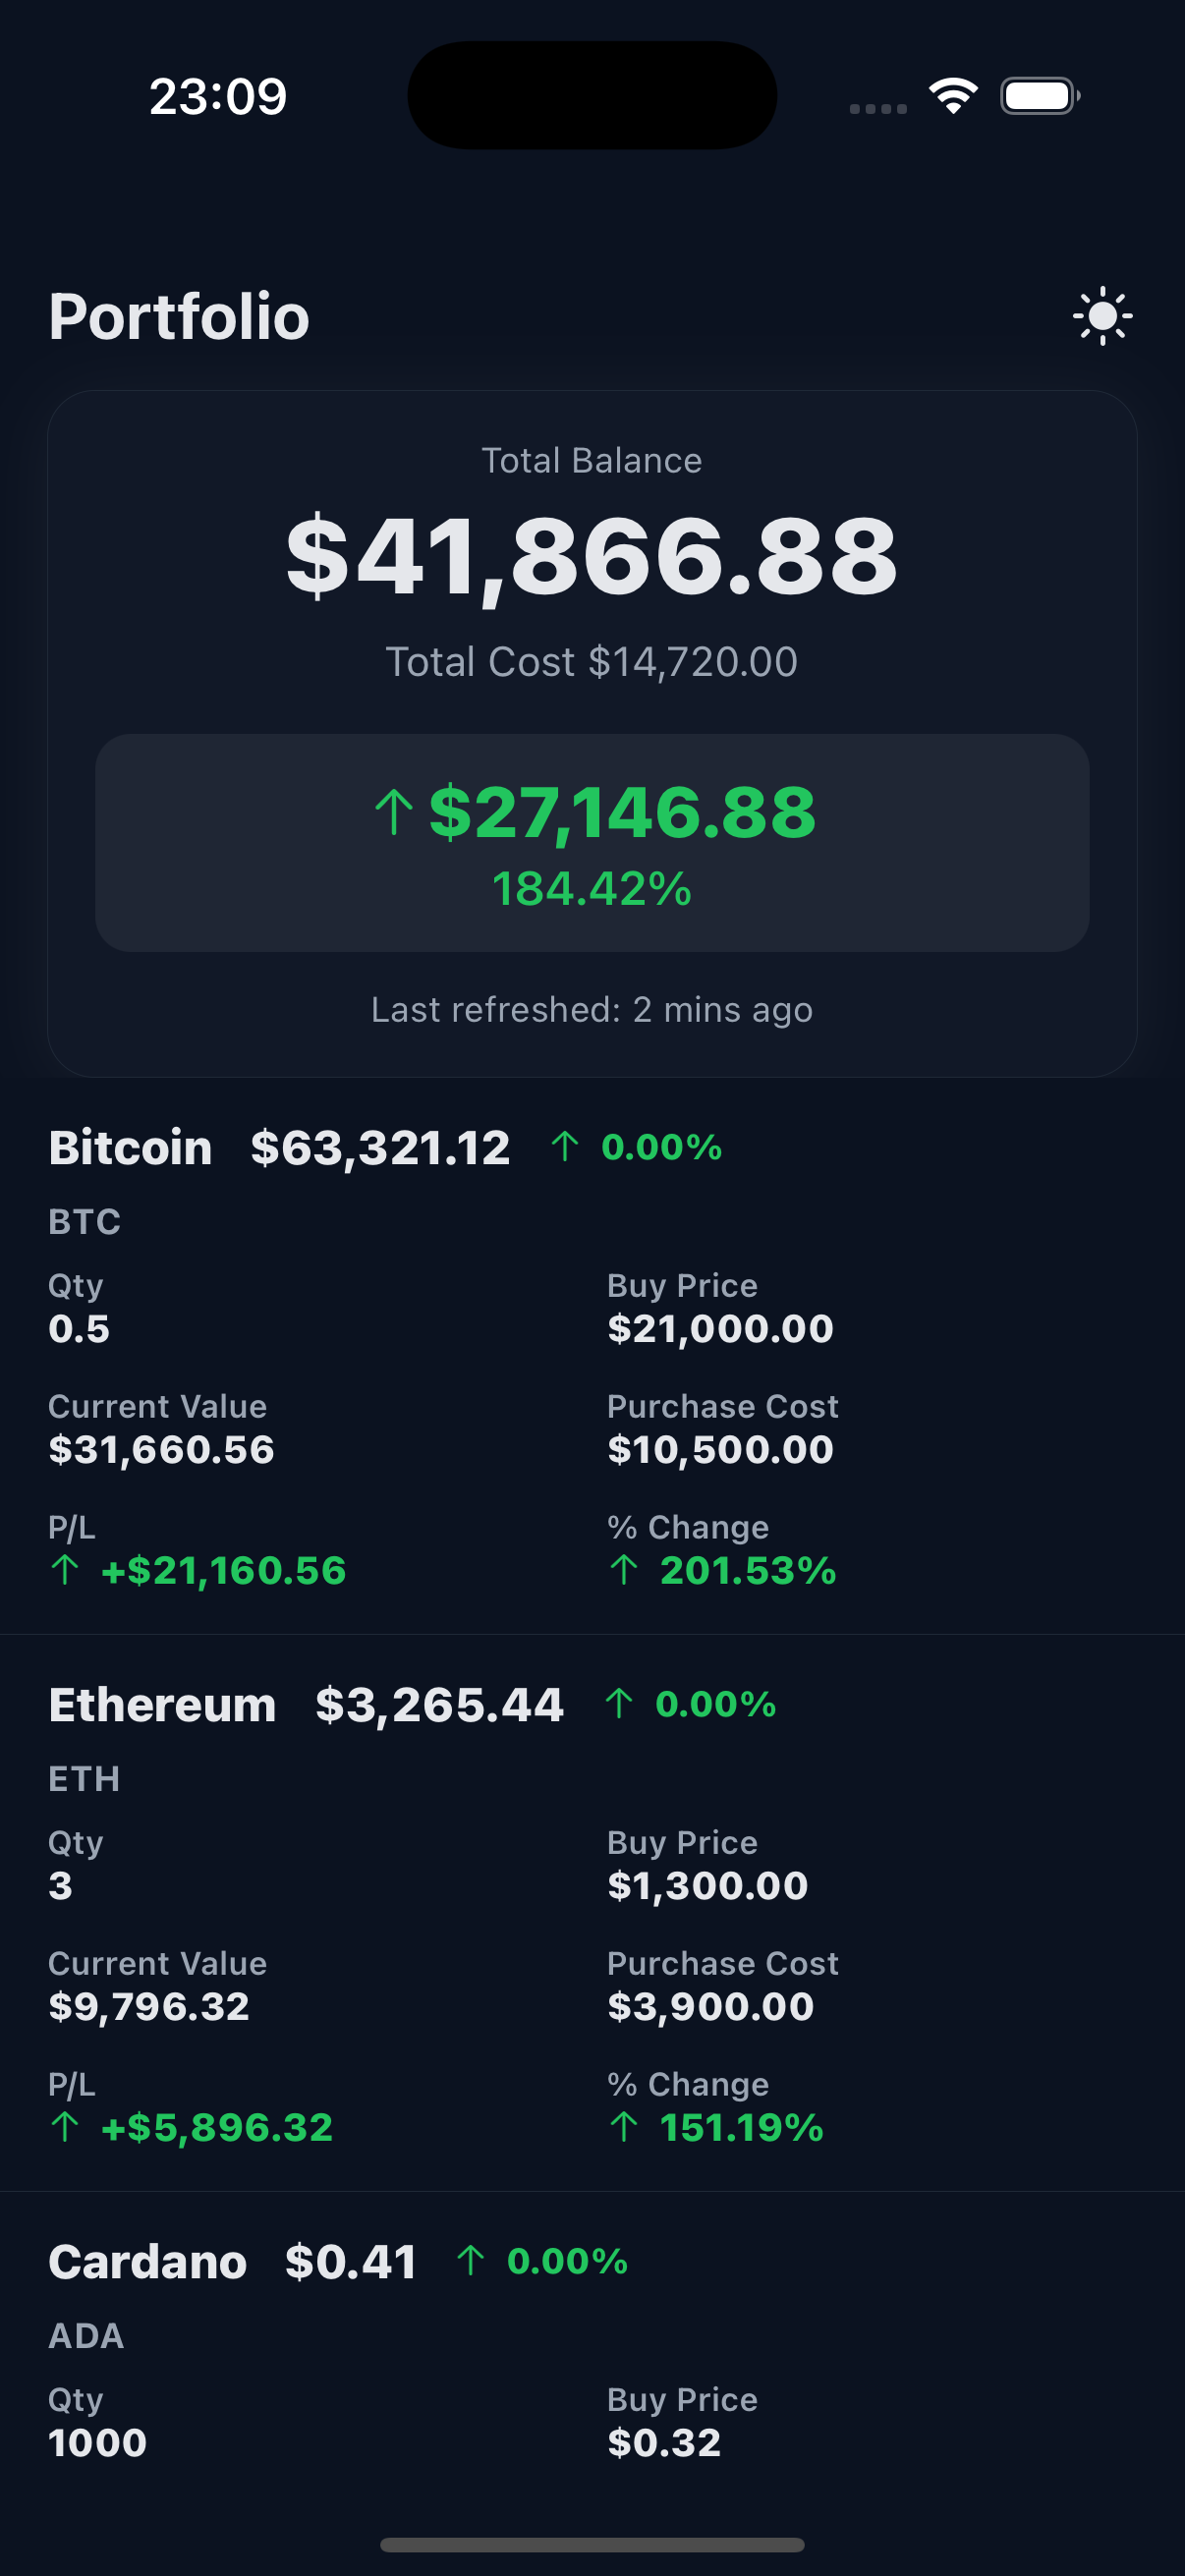 23:09
Portfolio
Total Balance
$41,866.88
Total Cost $14,720.00
↑ $27,146.88
184.42%
Last refreshed: 2 mins ago
Bitcoin $63,321.12 ↑ 0.00%
BTC
Qty Buy Price
0.5 $21,000.00
Current Value Purchase Cost
$31,660.56 $10,500.00
P/L % Change
↑ +$21,160.56 ↑ 201.53%
Ethereum $3,265.44 ↑ 0.00%
ETH
Qty Buy Price
3 $1,300.00
Current Value Purchase Cost
$9,796.32 $3,900.00
P/L % Change
↑ +$5,896.32 ↑ 151.19%
Cardano $0.41 ↑ 0.00%
ADA
Qty Buy Price
1000 $0.32